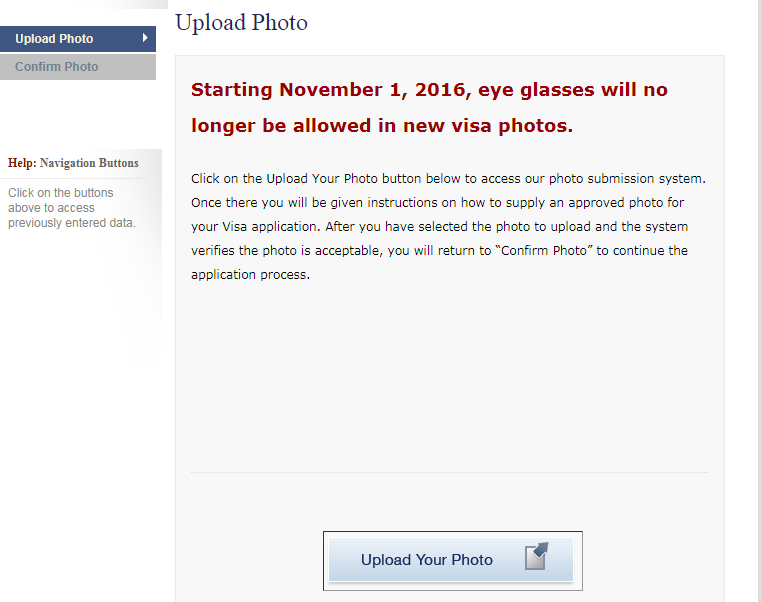 Upload Photo
Confirm Photo
Help: Navigation Buttons
Click on the buttons
above to access
previously entered data.
Upload Photo
Starting November 1, 2016, eye glasses will no
longer be allowed in new visa photos.
Click on the Upload Your Photo button below to access our photo submission system.
Once there you will be given instructions on how to supply an approved photo for
your Visa application. After you have selected the photo to upload and the system
verifies the photo is acceptable, you will return to “Confirm Photo” to continue the
application process.
Upload Your Photo